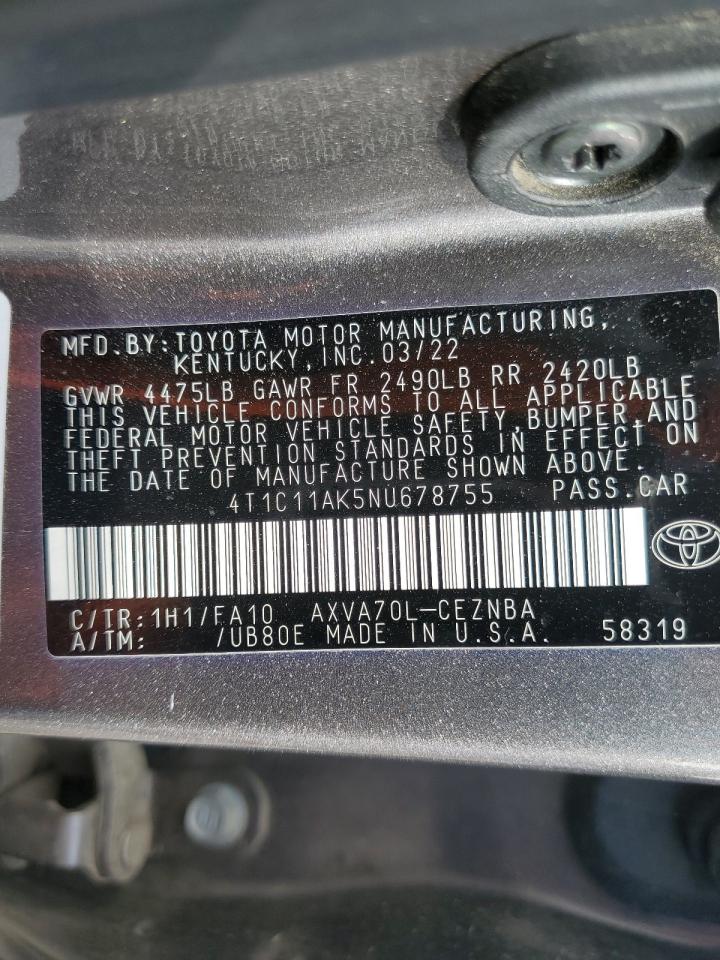 MFD.BY:TOYOTA MOTOR MANUFACTURING,
KENTUCKY,INC.03/22
GVWR 4475LB GAWR FR 2490LB RR 2420LB
THIS VEHICLE CONFORMS TO ALL APPLICABLE
FEDERAL MOTOR VEHICLE SAFETY,BUMPER,AND
THEFT PREVENTION STANDARDS IN EFFECT ON
THE DATE OF MANUFACTURE SHOWN ABOVE.
4T1C11AK5NU678755 PASS.CAR
C/TR:1H1/FA10 AXVA70L-CEZNBA
A/TM: /UB80E MADE IN U.S.A. 58319